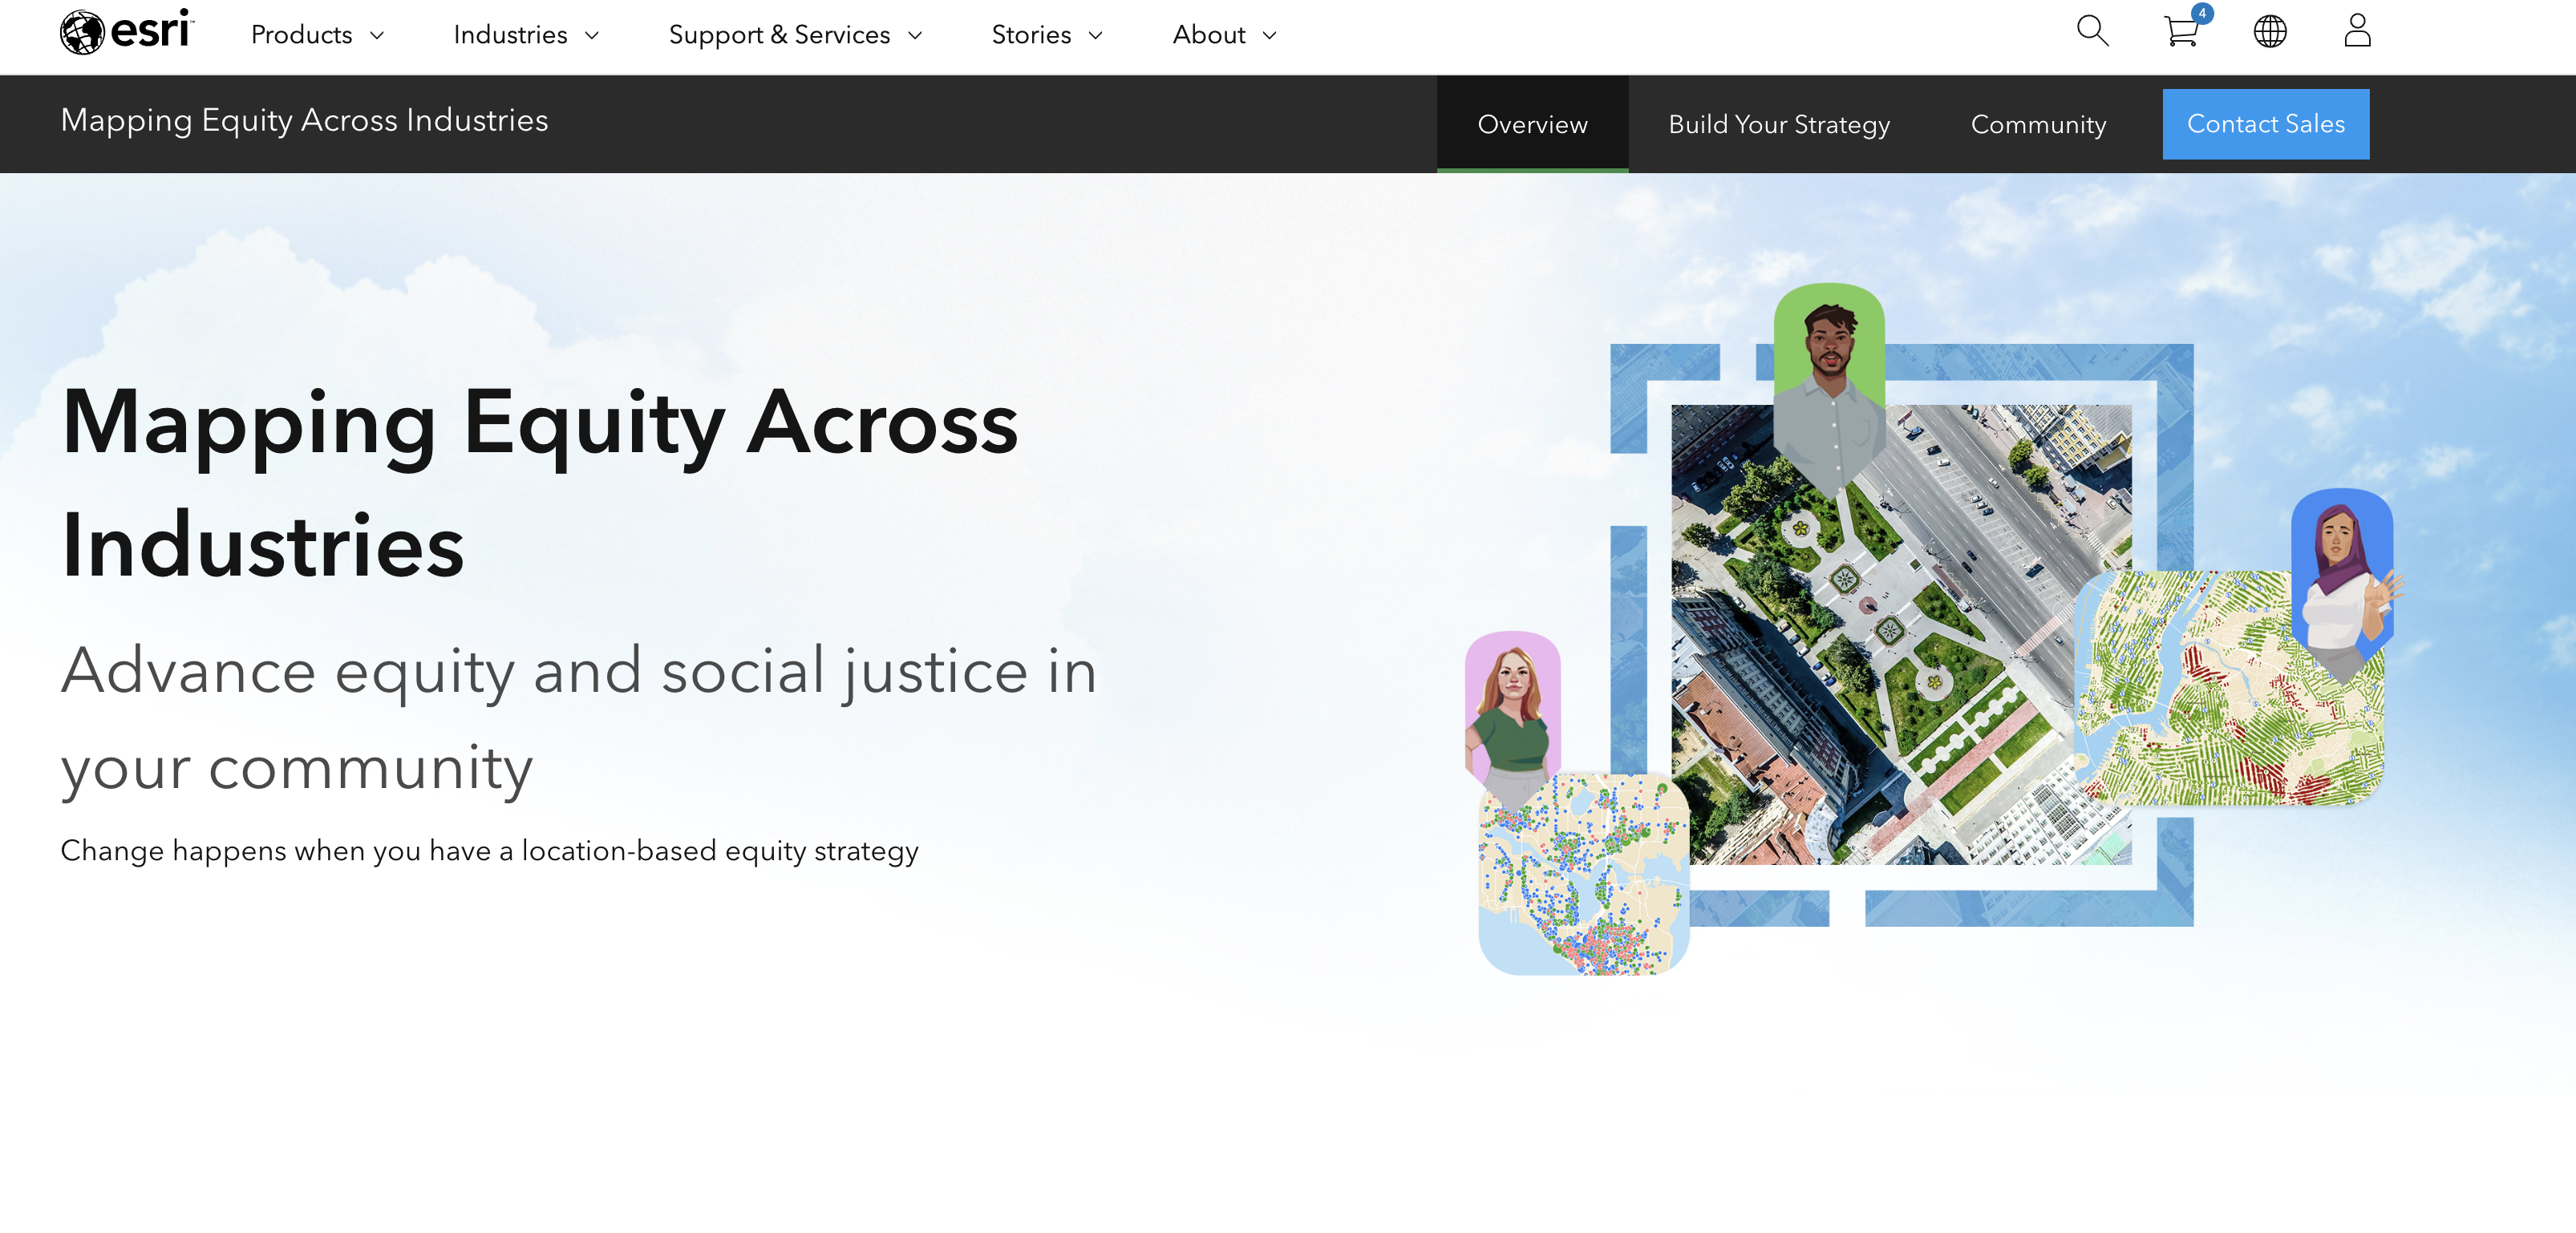 esri
Products
Industries
Support & Services
Stories
About
4
Mapping Equity Across Industries
Overview
Build Your Strategy
Community
Contact Sales
Mapping Equity Across
Industries
Advance equity and social justice in
your community
Change happens when you have a location-based equity strategy